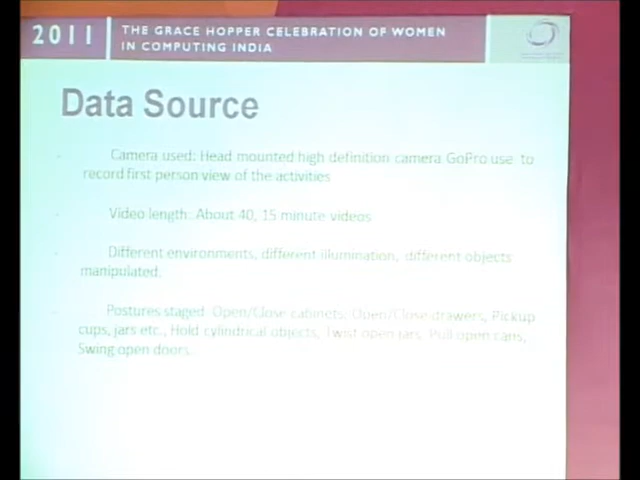 2011
THE GRACE HOPPER CELEBRATION OF WOMEN
IN COMPUTING INDIA
Data Source
Camera used: Head mounted high definition camera GoPro use to
record first person view of the activities
Video length: About 40, 15 minute videos
Different environments, different illumination, different objects
manipulated.
Postures staged: Open/Close cabinets, Open/Close drawers, Pickup
cups, jars etc., Hold cylindrical objects, Twist open jars, Pull open cans,
Swing open doors.